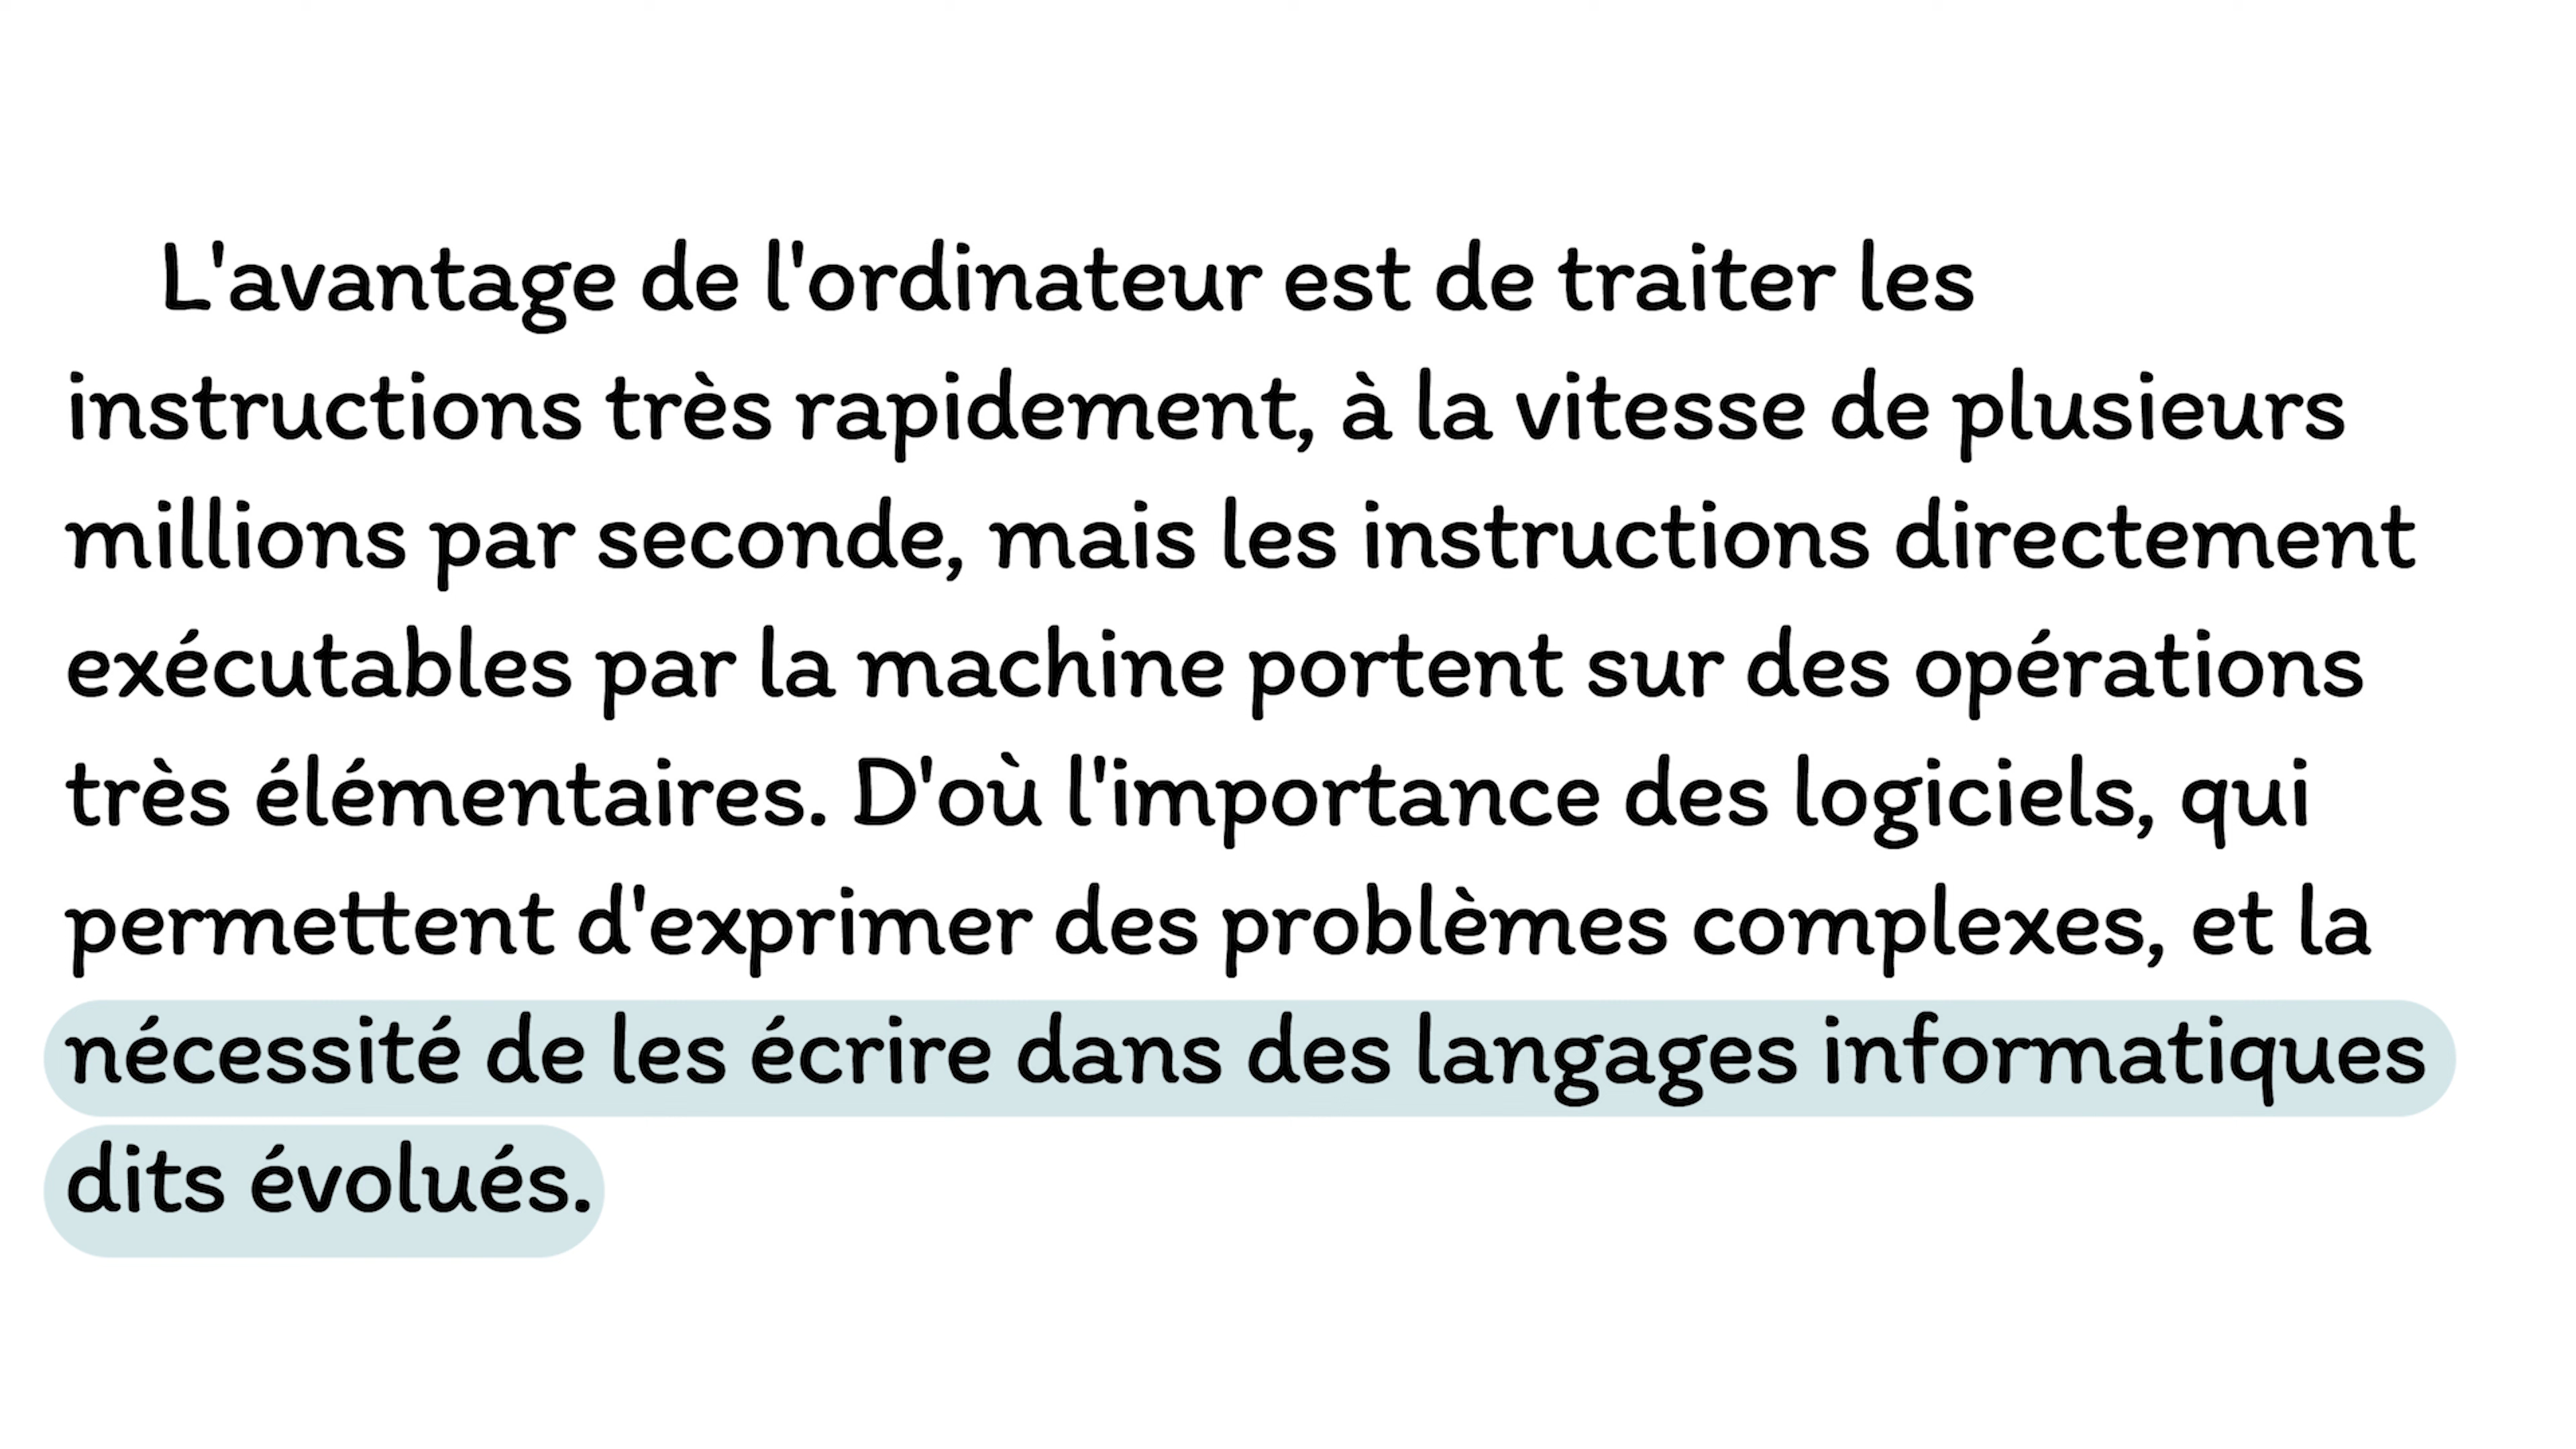 L'avantage de l'ordinateur est de traiter les
instructions très rapidement, à la vitesse de plusieurs
millions par seconde, mais les instructions directement
exécutables par la machine portent sur des opérations
très élémentaires. D'où l'importance des logiciels, qui
permettent d'exprimer des problèmes complexes, et la
nécessité de les écrire dans des langages informatiques
dits évolués.